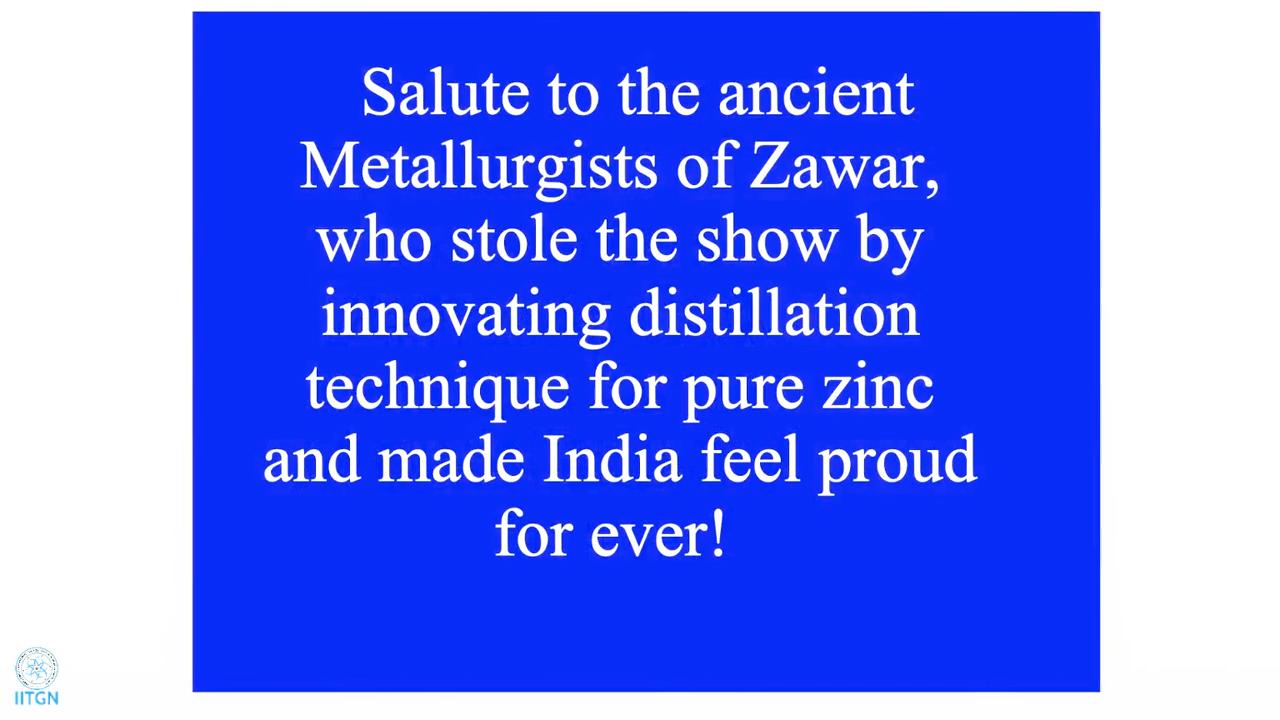 Salute to the ancient
Metallurgists of Zawar,
who stole the show by
innovating distillation
technique for pure zinc
and made India feel proud
for ever!
IITGN